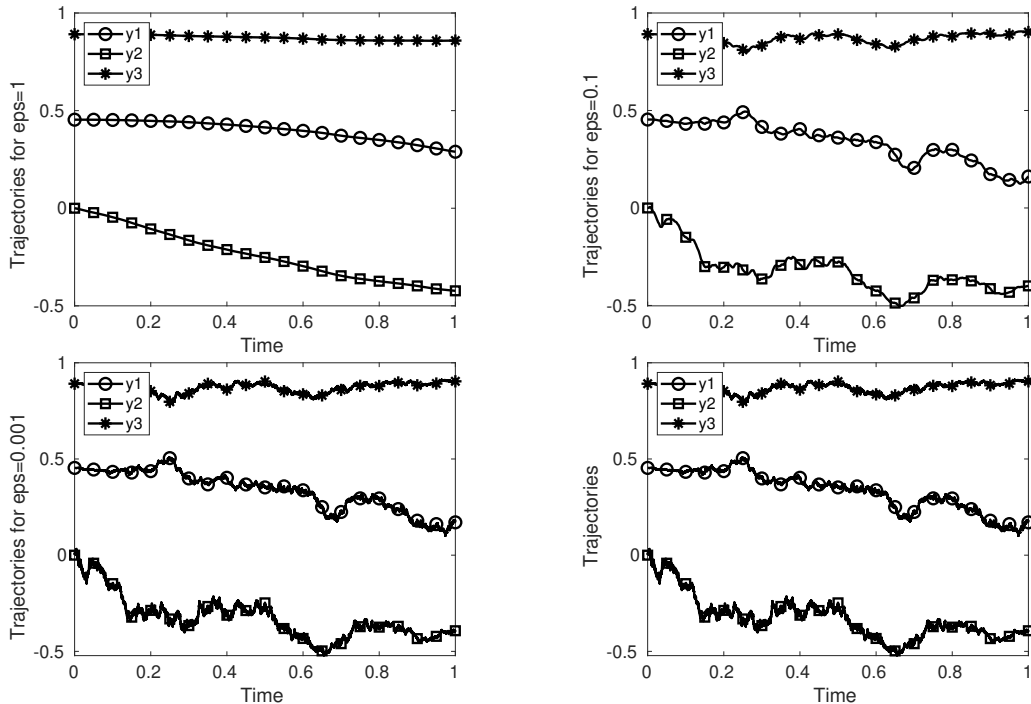 Trajectories for eps=1
1
0.5
0
-0.5
y1
y2
y3
0 0.2 0.4 0.6 0.8 1
Time
Trajectories for eps=0.1
1
0.5
0
-0.5
y1
y2
y3
0 0.2 0.4 0.6 0.8 1
Time
Trajectories for eps=0.001
1
0.5
0
-0.5
y1
y2
y3
0 0.2 0.4 0.6 0.8 1
Time
Trajectories
1
0.5
0
-0.5
y1
y2
y3
0 0.2 0.4 0.6 0.8 1
Time